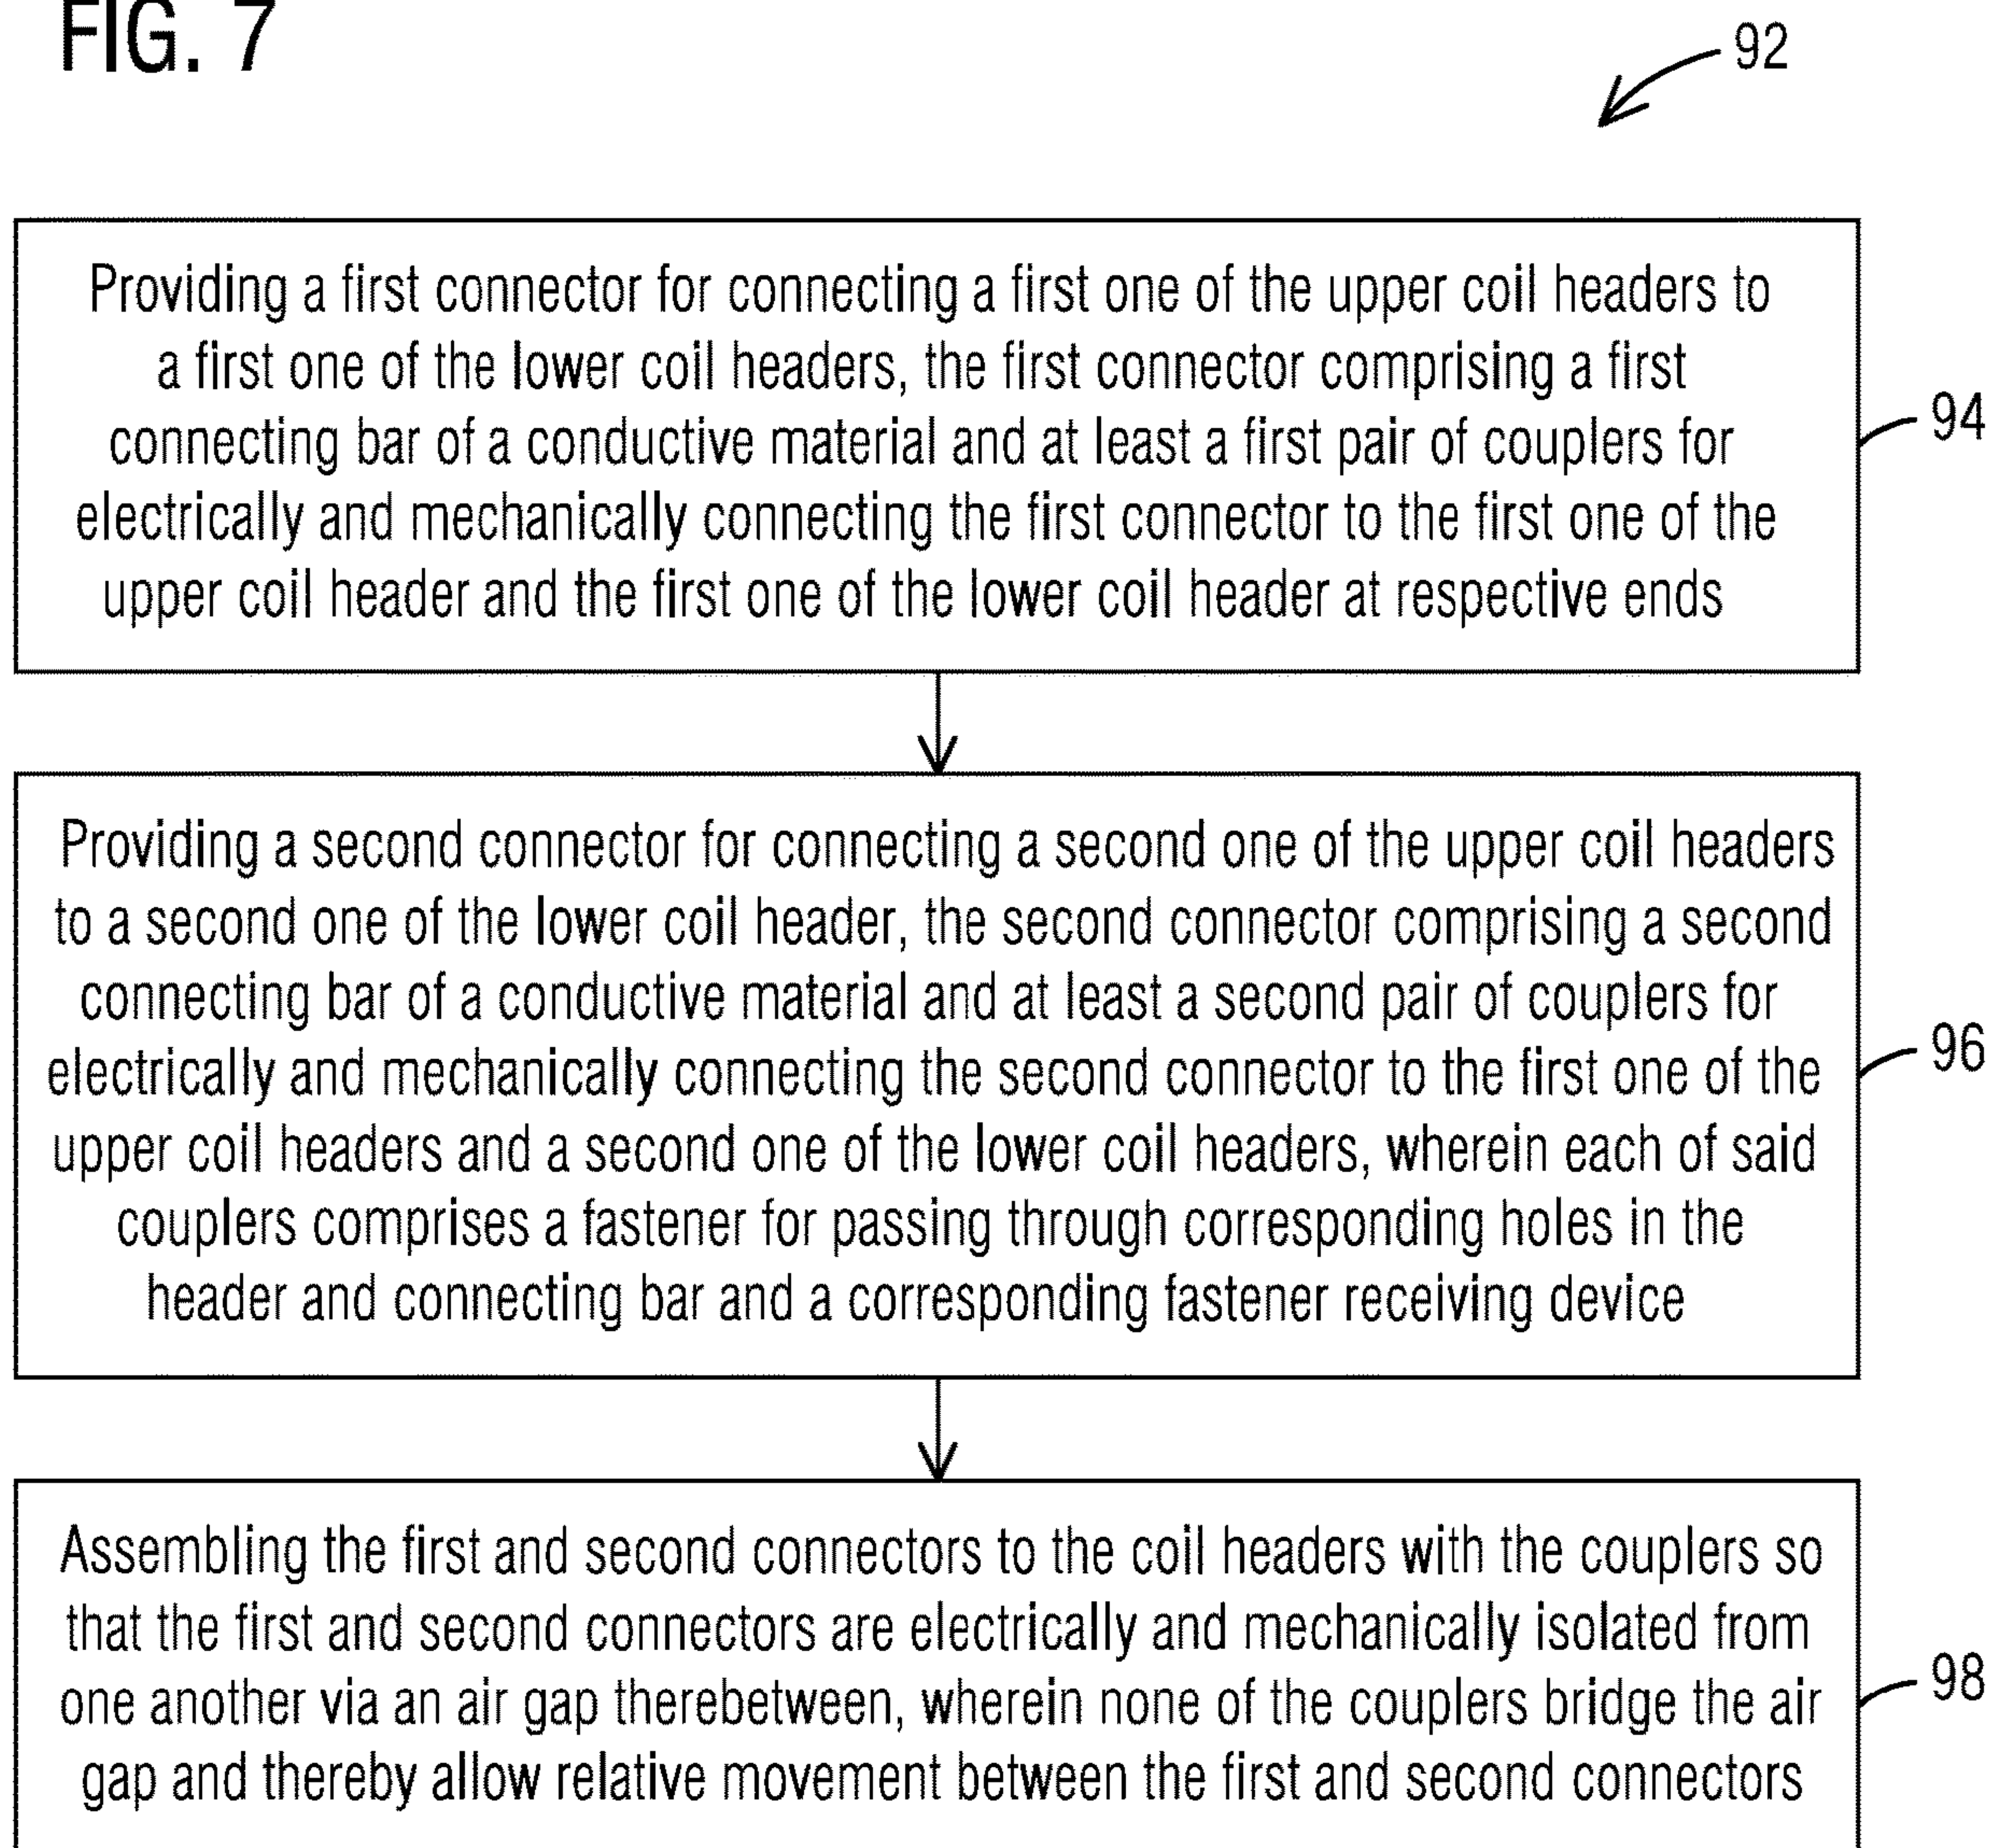 FIG. 7
92
Providing a first connector for connecting a first one of the upper coil headers to
a first one of the lower coil headers, the first connector comprising a first
connecting bar of a conductive material and at least a first pair of couplers for
electrically and mechanically connecting the first connector to the first one of the
upper coil header and the first one of the lower coil header at respective ends
94
Providing a second connector for connecting a second one of the upper coil headers
to a second one of the lower coil header, the second connector comprising a second
connecting bar of a conductive material and at least a second pair of couplers for
electrically and mechanically connecting the second connector to the first one of the
upper coil headers and a second one of the lower coil headers, wherein each of said
couplers comprises a fastener for passing through corresponding holes in the
header and connecting bar and a corresponding fastener receiving device
96
Assembling the first and second connectors to the coil headers with the couplers so
that the first and second connectors are electrically and mechanically isolated from
one another via an air gap therebetween, wherein none of the couplers bridge the air
gap and thereby allow relative movement between the first and second connectors
98